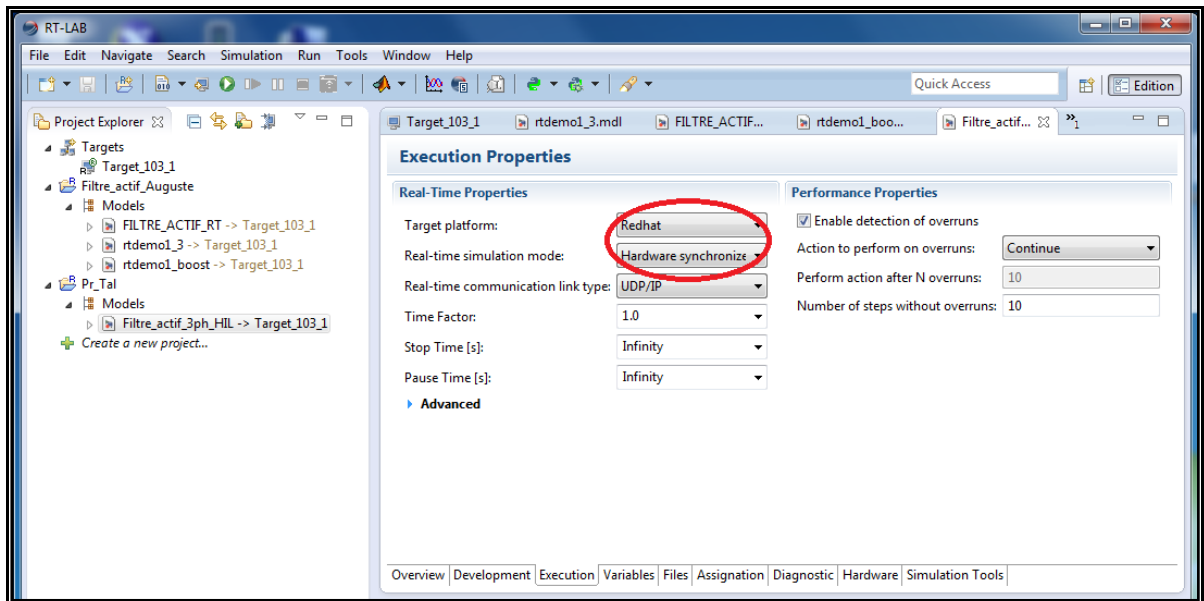 RT-LAB
File Edit Navigate Search Simulation Run Tools Window Help
Quick Access
Edition
Project Explorer
Targets
Target_103_1
Filtre_actif_Auguste
Models
FILTRE_ACTIF_RT -> Target_103_1
rtdemo1_3 -> Target_103_1
rtdemo1_boost -> Target_103_1
Pr_Tal
Models
Filtre_actif_3ph_HIL -> Target_103_1
Create a new project...
Target_103_1 rtdemo1_3.mdl FILTRE_ACTIF... rtdemo1_boo... Filtre_actif... »1
Execution Properties
Real-Time Properties
Target platform: Redhat
Real-time simulation mode: Hardware synchronize
Real-time communication link type: UDP/IP
Time Factor: 1.0
Stop Time [s]: Infinity
Pause Time [s]: Infinity
Advanced
Performance Properties
Enable detection of overruns
Action to perform on overruns: Continue
Perform action after N overruns: 10
Number of steps without overruns: 10
Overview Development Execution Variables Files Assignation Diagnostic Hardware Simulation Tools